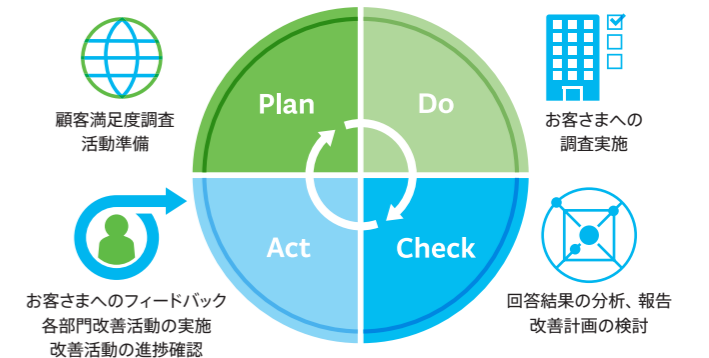 Plan
Do
Act
Check
顧客満足度調査
活動準備
お客さまへの
調査実施
お客さまへのフィードバック
各部門改善活動の実施
改善活動の進捗確認
回答結果の分析、報告
改善計画の検討